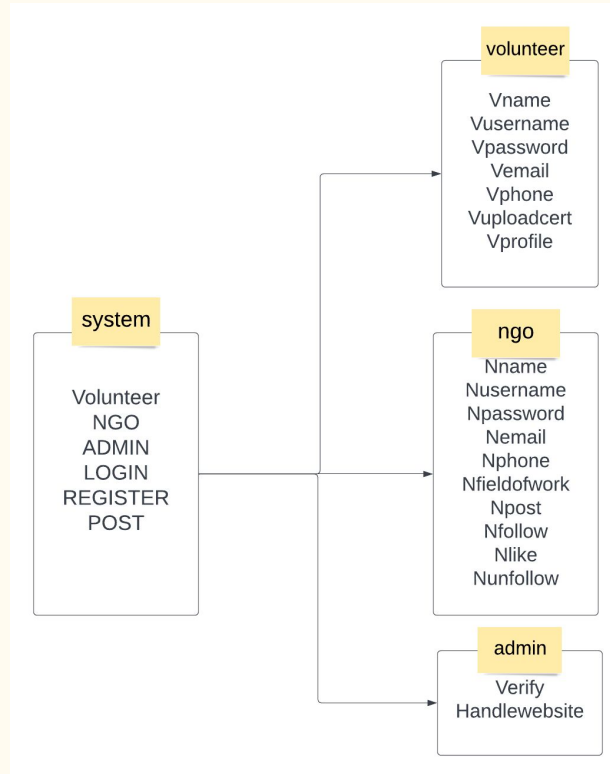 volunteer
Vname
Vusername
Vpassword
Vemail
Vphone
Vuploadcert
Vprofile
system
Volunteer
NGO
ADMIN
LOGIN
REGISTER
POST
ngo
Nname
Nusername
Npassword
Nemail
Nphone
Nfieldofwork
Npost
Nfollow
Nlike
Nunfollow
admin
Verify
Handlewebsite